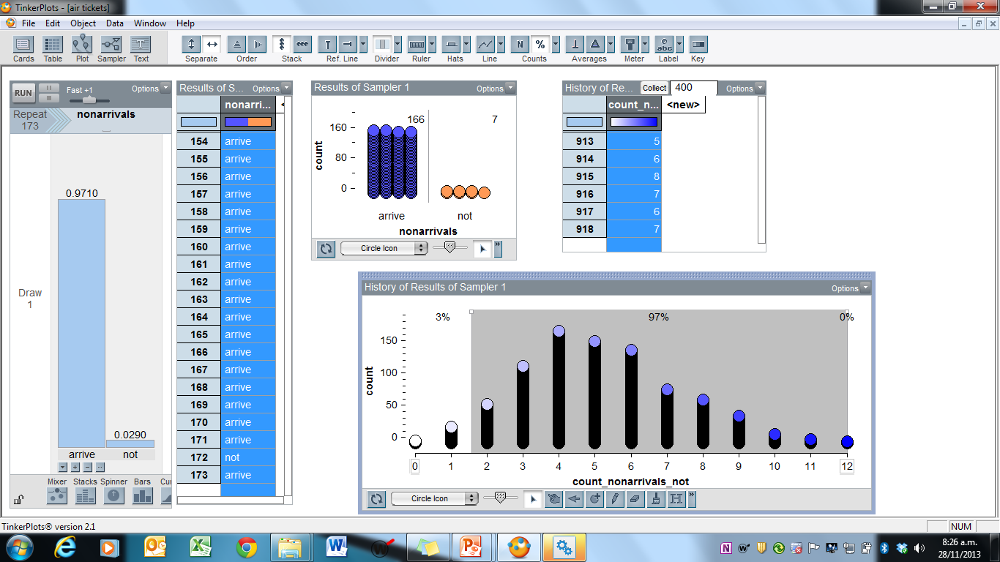 TinkerPlots - [air tickets]
File Edit Object Data Window Help
Cards Table Plot Sampler Text Separate Order Stack Ref. Line Divider Ruler Hats Line N % Counts Averages Meter abc Label Key
RUN Fast +1 Options
Repeat 173 nonarrivals
Draw 1
0.9710
0.0290
arrive not
Mixer Stacks Spinner Bars Cu
Results of S... Options
nonarri...
154 arrive
155 arrive
156 arrive
157 arrive
158 arrive
159 arrive
160 arrive
161 arrive
162 arrive
163 arrive
164 arrive
165 arrive
166 arrive
167 arrive
168 arrive
169 arrive
170 arrive
171 arrive
172 not
173 arrive
Results of Sampler 1 Options
166 7
160
80
0
count
arrive not
nonarrivals
Circle Icon
History of Re... Collect 400 Options
count_n... <new>
913 5
914 6
915 8
916 7
917 6
918 7
History of Results of Sampler 1 Options
3% 97% 0%
150
100
50
0
count
0 1 2 3 4 5 6 7 8 9 10 11 12
count_nonarrivals_not
Circle Icon
TinkerPlots® version 2.1
NUM
8:26 a.m.
28/11/2013